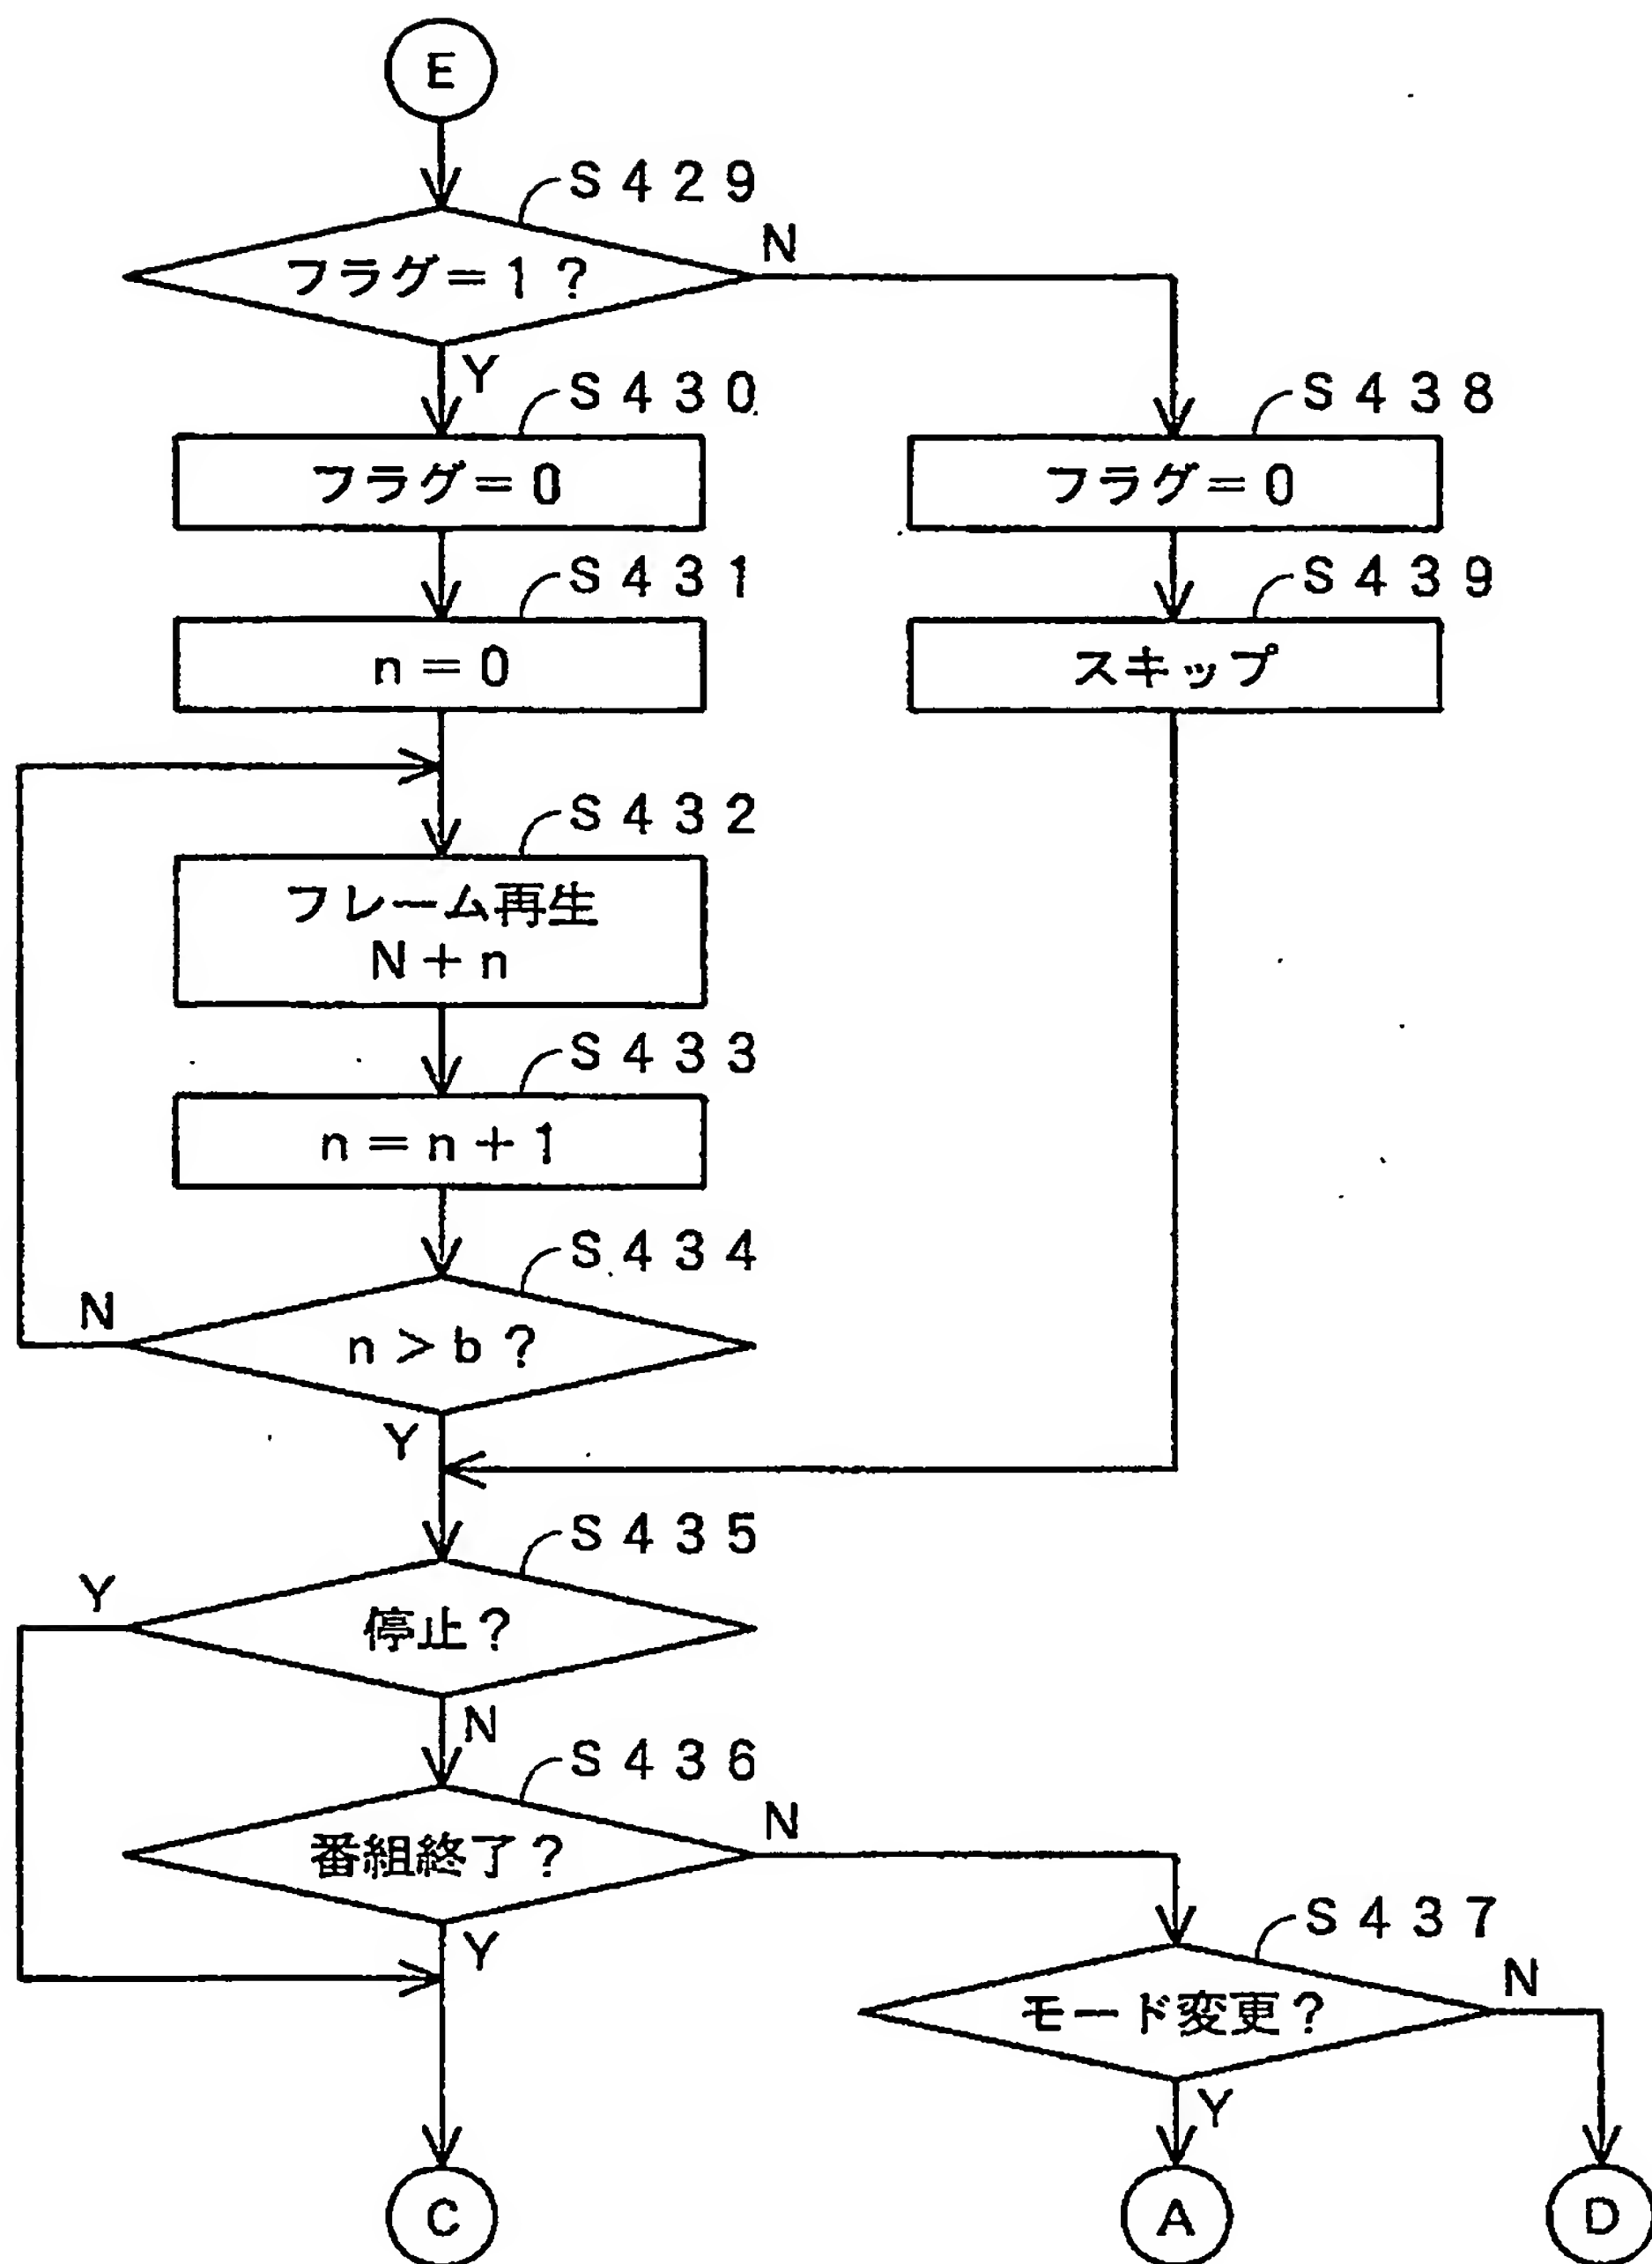 E
S429
フラグ=1?
N
Y
S430
フラグ=0
S438
フラグ=0
S431
n=0
S439
スキップ
S432
フレーム再生
N+n
S433
n=n+1
S434
n>b?
N
Y
S435
停止?
Y
N
S436
番組終了?
N
Y
S437
モード変更?
N
Y
C
A
D